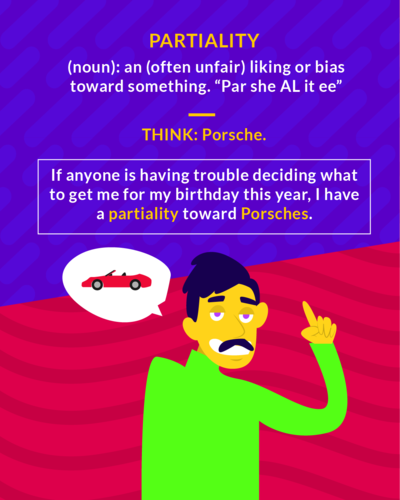 PARTIALITY
(noun): an (often unfair) liking or bias
toward something. “Par she AL it ee”
THINK: Porsche.
If anyone is having trouble deciding what
to get me for my birthday this year, I have
a partiality toward Porsches.